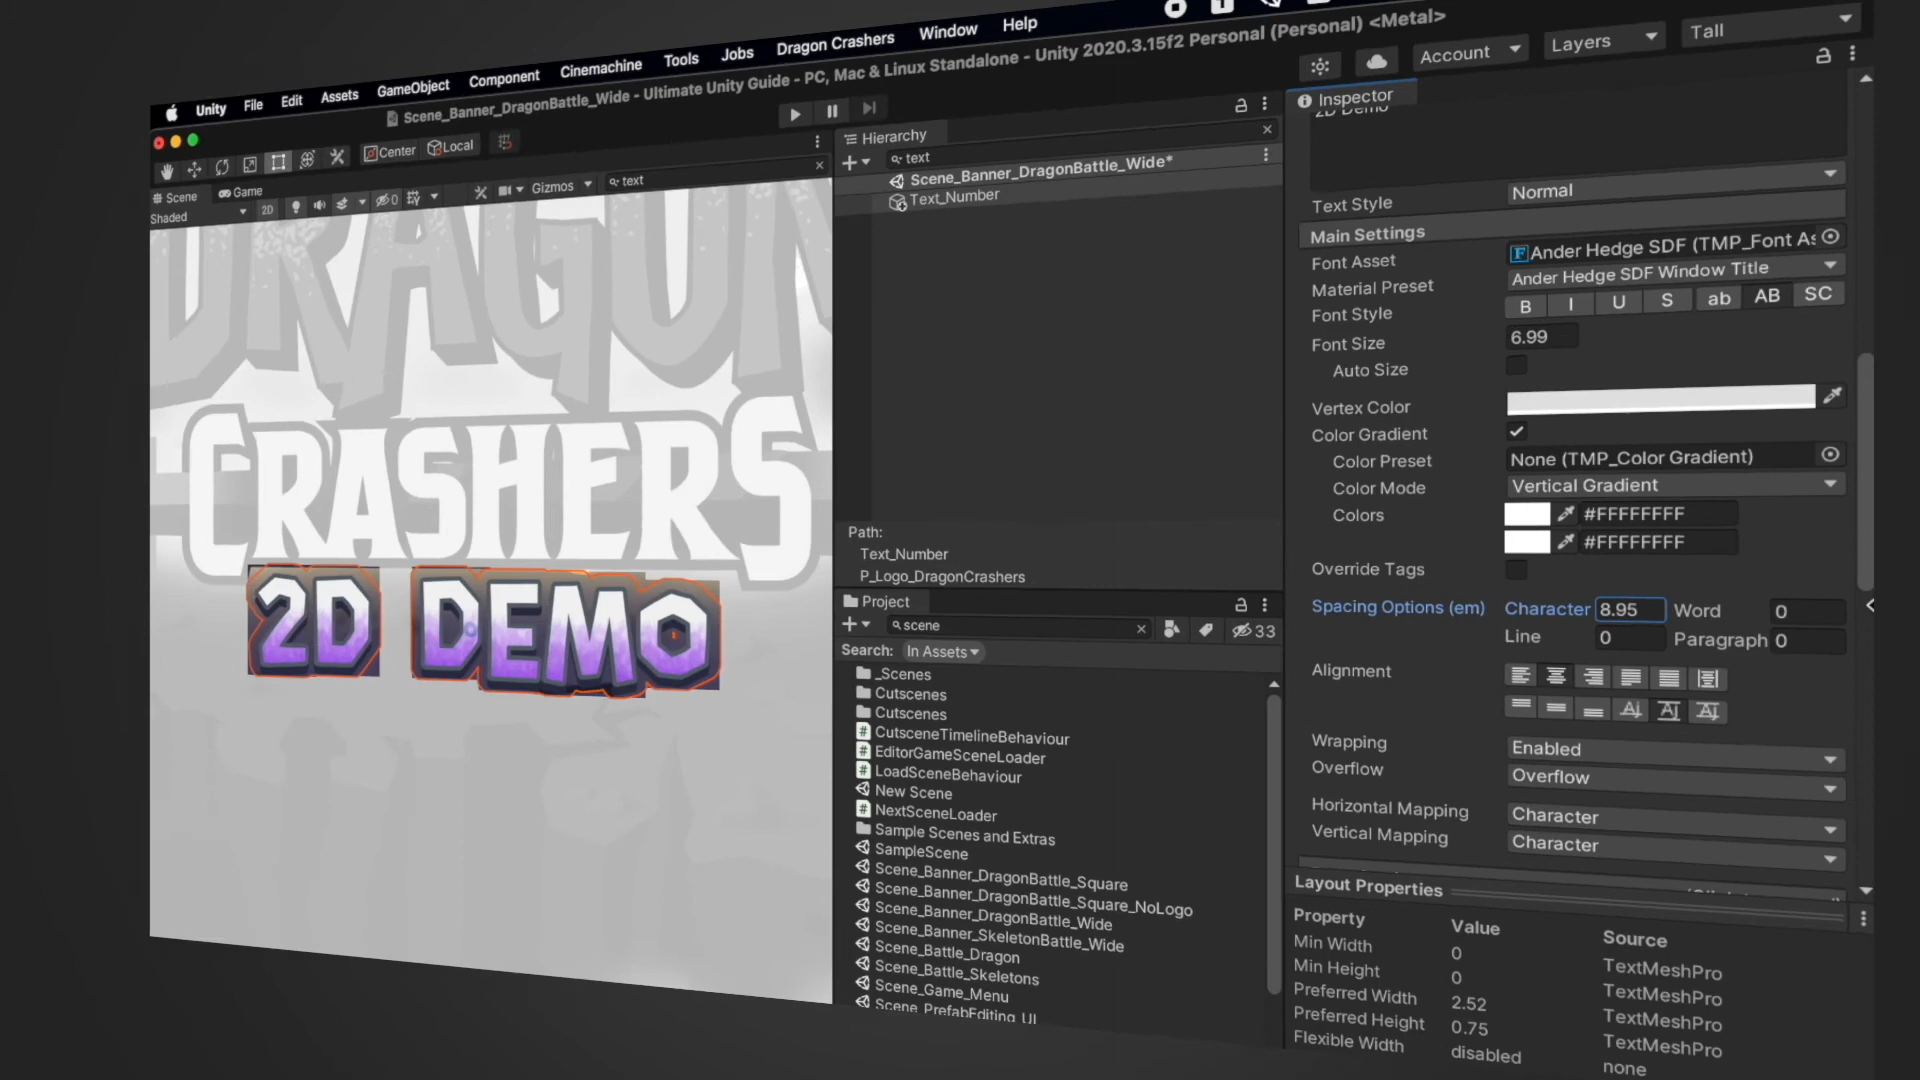 Unity File Edit Assets GameObject Component Cinemachine Tools Jobs Dragon Crashers Window Help
Scene_Banner_DragonBattle_Wide - Ultimate Unity Guide - PC, Mac & Linux Standalone - Unity 2020.3.15f2 Personal (Personal) <Metal>
Center Local
Account Layers Tall
Scene Game
Shaded 2D 0 Gizmos text
DRAGON
CRASHERS
2D DEMO
Hierarchy
text
Scene_Banner_DragonBattle_Wide*
Text_Number
Path:
Text_Number
P_Logo_DragonCrashers
Project
scene
33
Search: In Assets
_Scenes
Cutscenes
Cutscenes
CutsceneTimelineBehaviour
EditorGameSceneLoader
LoadSceneBehaviour
New Scene
NextSceneLoader
Sample Scenes and Extras
SampleScene
Scene_Banner_DragonBattle_Square
Scene_Banner_DragonBattle_Square_NoLogo
Scene_Banner_DragonBattle_Wide
Scene_Banner_SkeletonBattle_Wide
Scene_Battle_Dragon
Scene_Battle_Skeletons
Scene_Game_Menu
Scene_PrefabEditing_UI
Inspector
2D Demo
Text Style Normal
Main Settings
Font Asset F Ander Hedge SDF (TMP_Font As
Material Preset Ander Hedge SDF Window Title
Font Style B I U S ab AB SC
Font Size 6.99
Auto Size
Vertex Color
Color Gradient
Color Preset None (TMP_Color Gradient)
Color Mode Vertical Gradient
Colors #FFFFFFFF
#FFFFFFFF
Override Tags
Spacing Options (em) Character 8.95 Word 0
Line 0 Paragraph 0
Alignment
Wrapping Enabled
Overflow Overflow
Horizontal Mapping Character
Vertical Mapping Character
Layout Properties
Property Value Source
Min Width 0 TextMeshPro
Min Height 0 TextMeshPro
Preferred Width 2.52 TextMeshPro
Preferred Height 0.75 TextMeshPro
Flexible Width disabled none